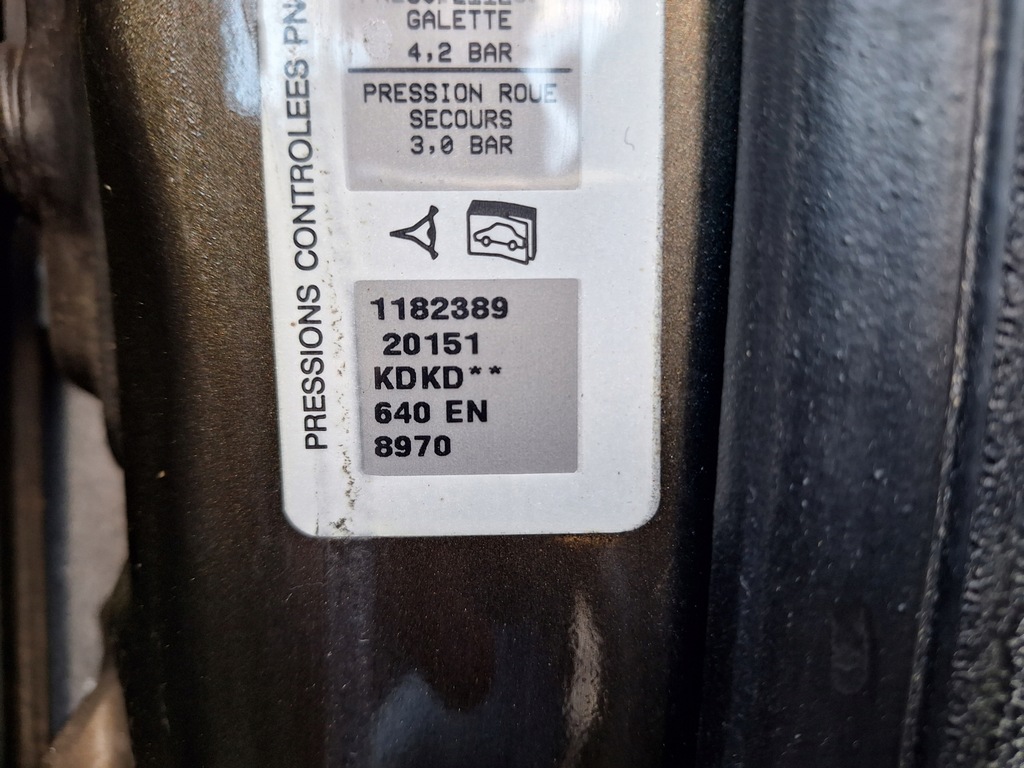 GALETTE
4,2 BAR
PRESSION ROUE
SECOURS
3,0 BAR
PRESSIONS CONTROLEES
1182389
20151
KDKD**
640 EN
8970